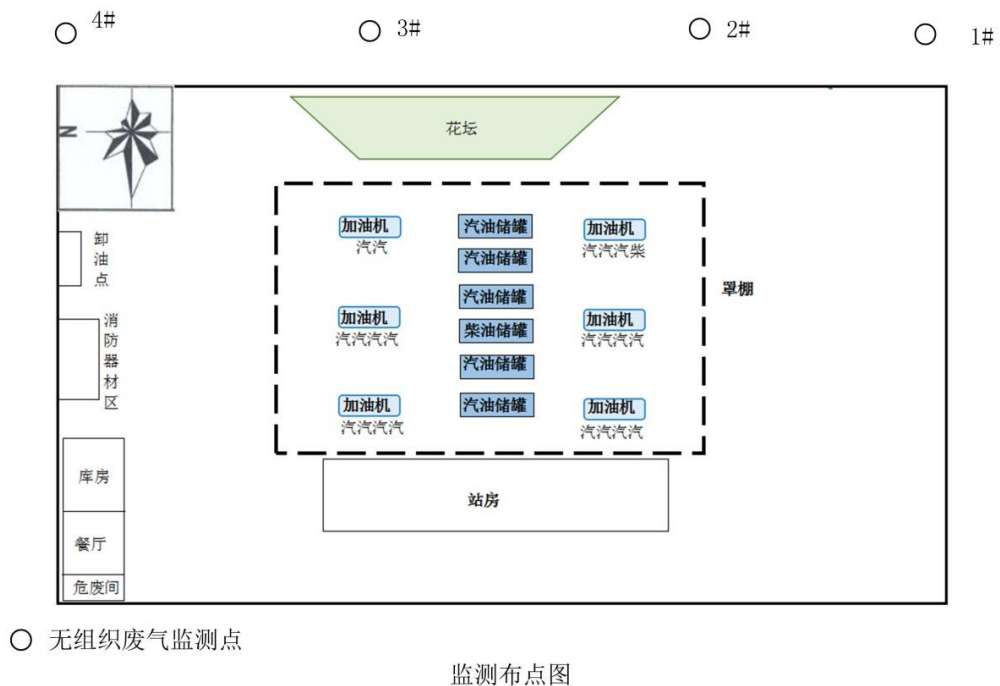 4#
3#
2#
1#
N
花坛
加油机
汽汽
汽油储罐
加油机
汽汽汽柴
汽油储罐
卸油点
汽油储罐
罩棚
加油机
汽汽汽汽
柴油储罐
加油机
汽汽汽汽
消防器材区
汽油储罐
加油机
汽汽汽汽
汽油储罐
加油机
汽汽汽汽
库房
站房
餐厅
危废间
无组织废气监测点
监测布点图